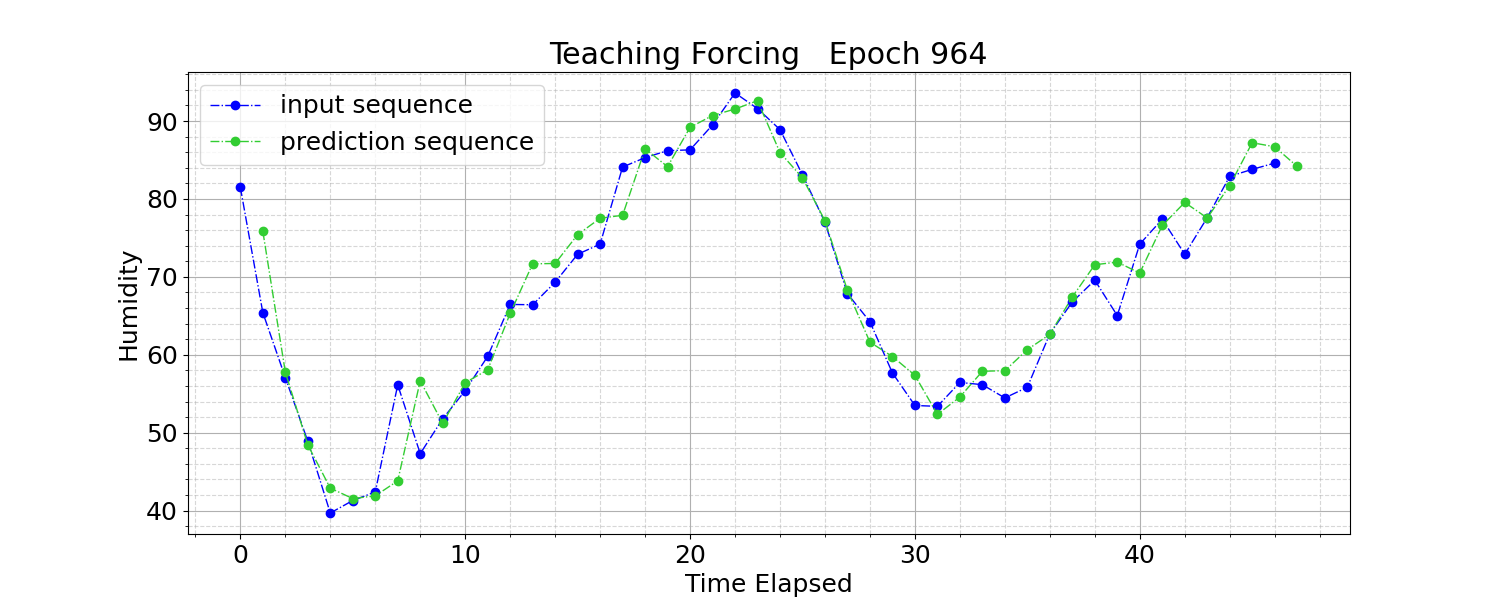 Teaching Forcing   Epoch 964
input sequence
prediction sequence
90
80
70
60
50
40
Humidity
0 10 20 30 40
Time Elapsed